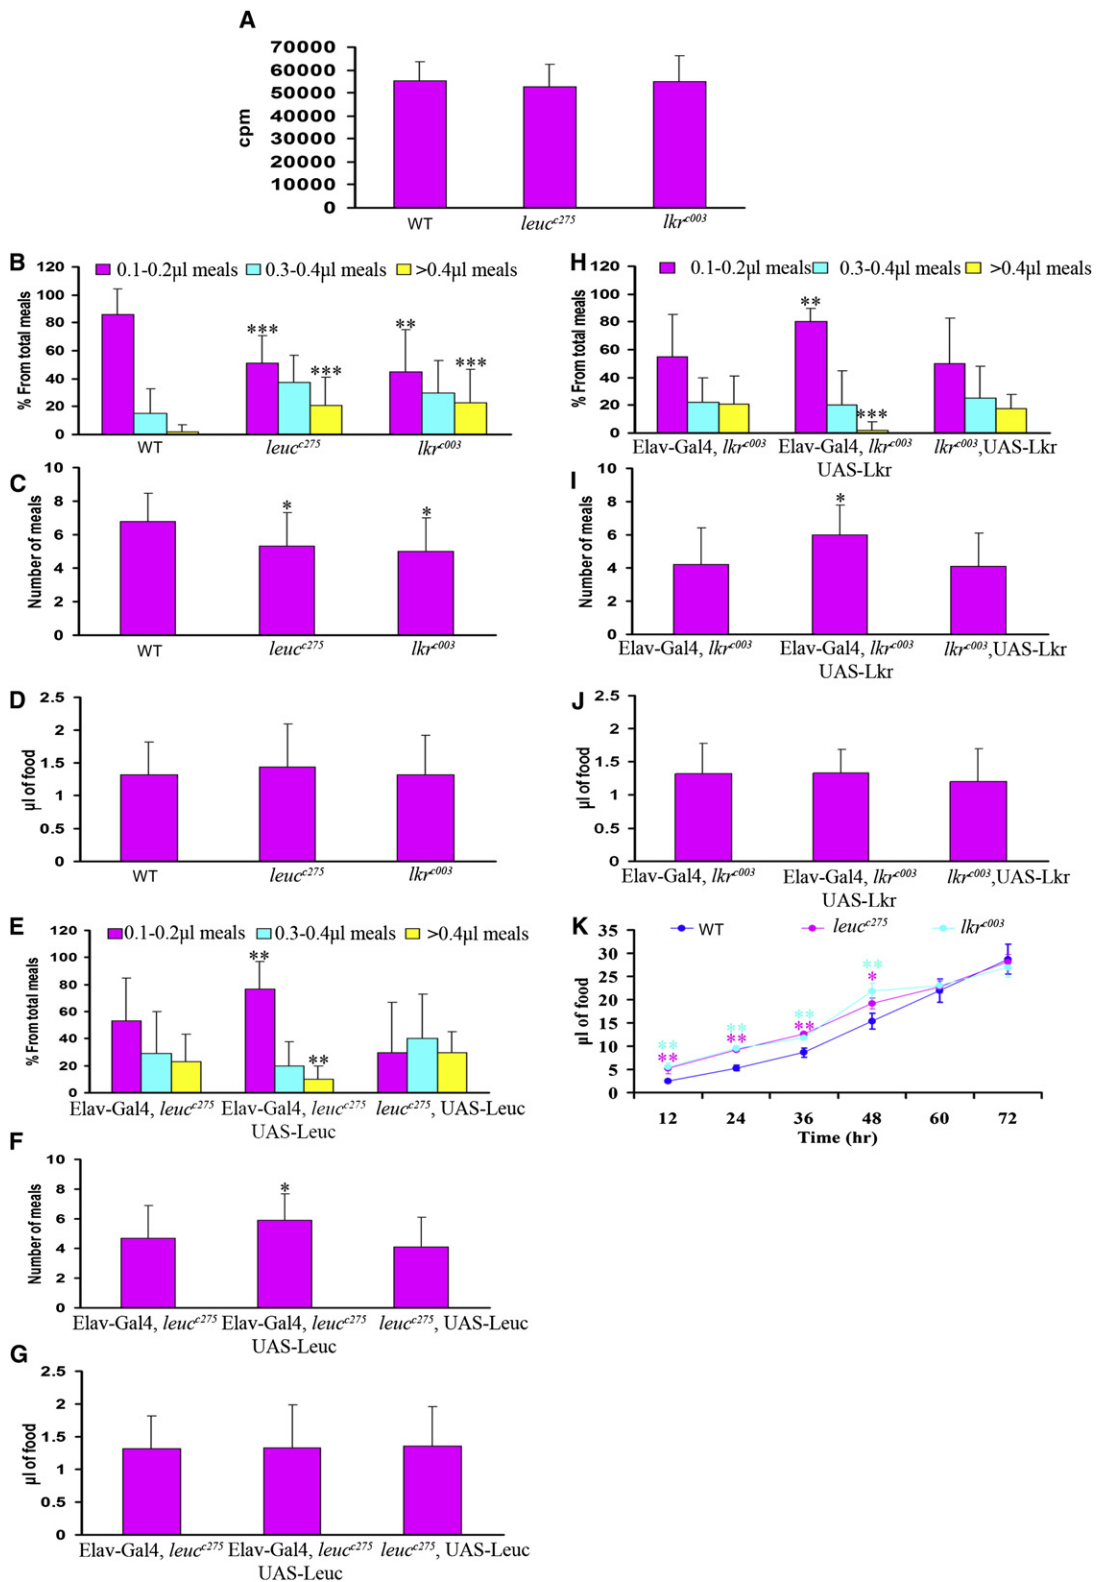 A
70000
60000
50000
40000
30000
20000
10000
0
cpm
WT leuc^c275 lkr^c003
B
0.1-0.2µl meals 0.3-0.4µl meals >0.4µl meals
120
100
80
60
40
20
0
% From total meals
*** *** ** ***
WT leuc^c275 lkr^c003
C
10
8
6
4
2
0
Number of meals
* *
WT leuc^c275 lkr^c003
D
2.5
2
1.5
1
0.5
0
µl of food
WT leuc^c275 lkr^c003
E
0.1-0.2µl meals 0.3-0.4µl meals >0.4µl meals
120
100
80
60
40
20
0
% From total meals
** **
Elav-Gal4, leuc^c275 Elav-Gal4, leuc^c275 leuc^c275, UAS-Leuc
UAS-Leuc
F
10
8
6
4
2
0
Number of meals
*
Elav-Gal4, leuc^c275 Elav-Gal4, leuc^c275 leuc^c275, UAS-Leuc
UAS-Leuc
G
2.5
2
1.5
1
0.5
0
µl of food
Elav-Gal4, leuc^c275 Elav-Gal4, leuc^c275 leuc^c275, UAS-Leuc
UAS-Leuc
H
0.1-0.2µl meals 0.3-0.4µl meals >0.4µl meals
120
100
80
60
40
20
0
% From total meals
** ***
Elav-Gal4, lkr^c003 Elav-Gal4, lkr^c003 lkr^c003,UAS-Lkr
UAS-Lkr
I
10
8
6
4
2
0
Number of meals
*
Elav-Gal4, lkr^c003 Elav-Gal4, lkr^c003 lkr^c003,UAS-Lkr
UAS-Lkr
J
2.5
2
1.5
1
0.5
0
µl of food
Elav-Gal4, lkr^c003 Elav-Gal4, lkr^c003 lkr^c003,UAS-Lkr
UAS-Lkr
K
WT leuc^c275 lkr^c003
35
30
25
20
15
10
5
0
µl of food
** ** ** **
** ** ** *
12 24 36 48 60 72
Time (hr)